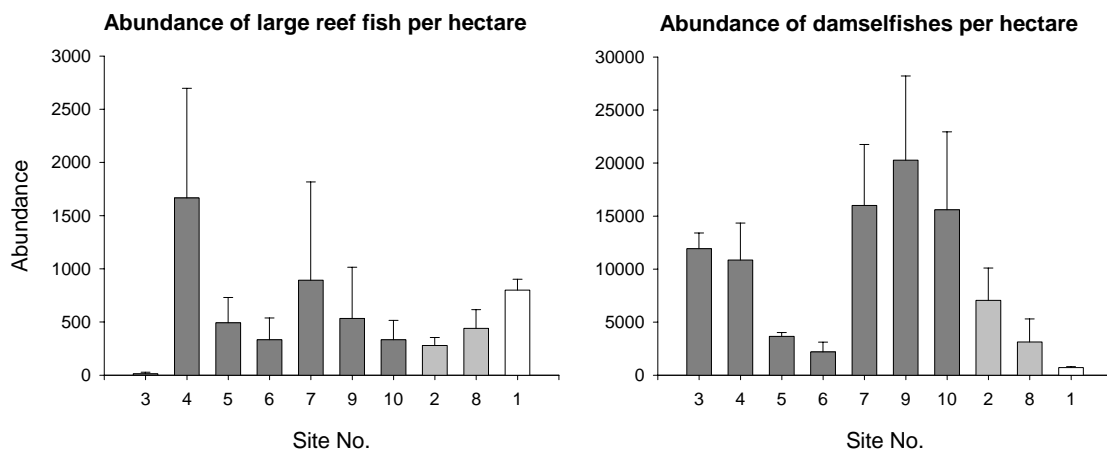 Abundance of large reef fish per hectare
Abundance
3000
2500
2000
1500
1000
500
0
3 4 5 6 7 9 10 2 8 1
Site No.
Abundance of damselfishes per hectare
30000
25000
20000
15000
10000
5000
0
3 4 5 6 7 9 10 2 8 1
Site No.